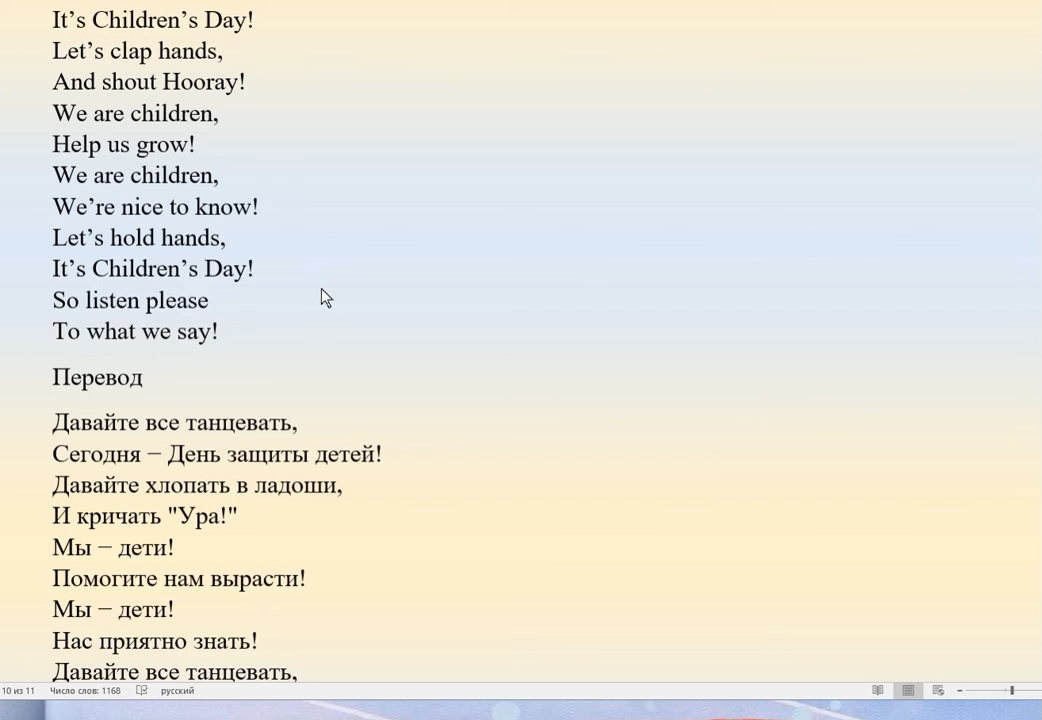 It’s Children’s Day!
Let’s clap hands,
And shout Hooray!
We are children,
Help us grow!
We are children,
We’re nice to know!
Let’s hold hands,
It’s Children’s Day!
So listen please
To what we say!
Перевод
Давайте все танцевать,
Сегодня − День защиты детей!
Давайте хлопать в ладоши,
И кричать "Ура!"
Мы − дети!
Помогите нам вырасти!
Мы − дети!
Нас приятно знать!
Давайте все танцевать,
10 из 11 Число слов: 1168 русский